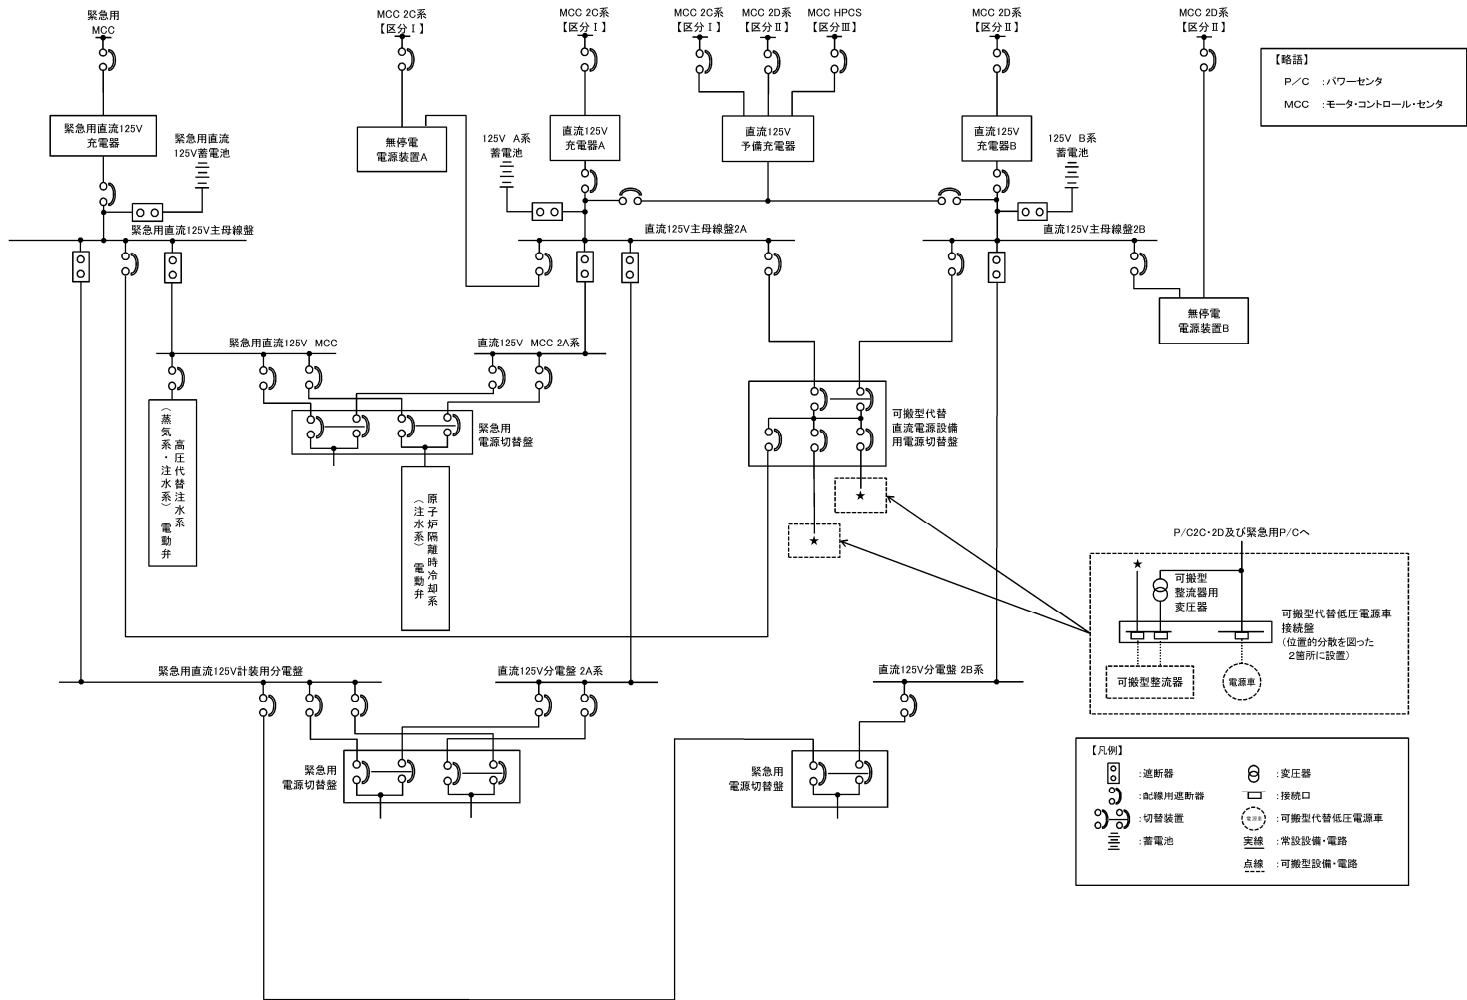 緊急用
MCC
MCC 2C系
【区分Ⅰ】
MCC 2C系
【区分Ⅰ】
MCC 2C系
【区分Ⅰ】
MCC 2D系
【区分Ⅱ】
MCC HPCS
【区分Ⅲ】
MCC 2D系
【区分Ⅱ】
MCC 2D系
【区分Ⅱ】
【略語】
P/C :パワーセンタ
MCC :モータ・コントロール・センタ
緊急用直流125V
充電器
緊急用直流
125V蓄電池
無停電
電源装置A
125V A系
蓄電池
直流125V
充電器A
直流125V
予備充電器
直流125V
充電器B
125V B系
蓄電池
緊急用直流125V主母線盤
直流125V主母線盤2A
直流125V主母線盤2B
無停電
電源装置B
緊急用直流125V MCC
直流125V MCC 2A系
緊急用
電源切替盤
可搬型代替
直流電源設備
用電源切替盤
高圧代替注水系
(蒸気系・注水系) 電動弁
原子炉隔離時冷却系
(注水系) 電動弁
★
★
P/C2C・2D及び緊急用P/Cへ
★
可搬型
整流器用
変圧器
可搬型代替低圧電源車
接続盤
(位置的分散を図った
2箇所に設置)
可搬型整流器
電源車
緊急用直流125V計装用分電盤
直流125V分電盤 2A系
直流125V分電盤 2B系
緊急用
電源切替盤
緊急用
電源切替盤
【凡例】
:遮断器
:変圧器
:配線用遮断器
:接続口
:切替装置
電源車
:可搬型代替低圧電源車
:蓄電池
実線 :常設設備・電路
点線 :可搬型設備・電路